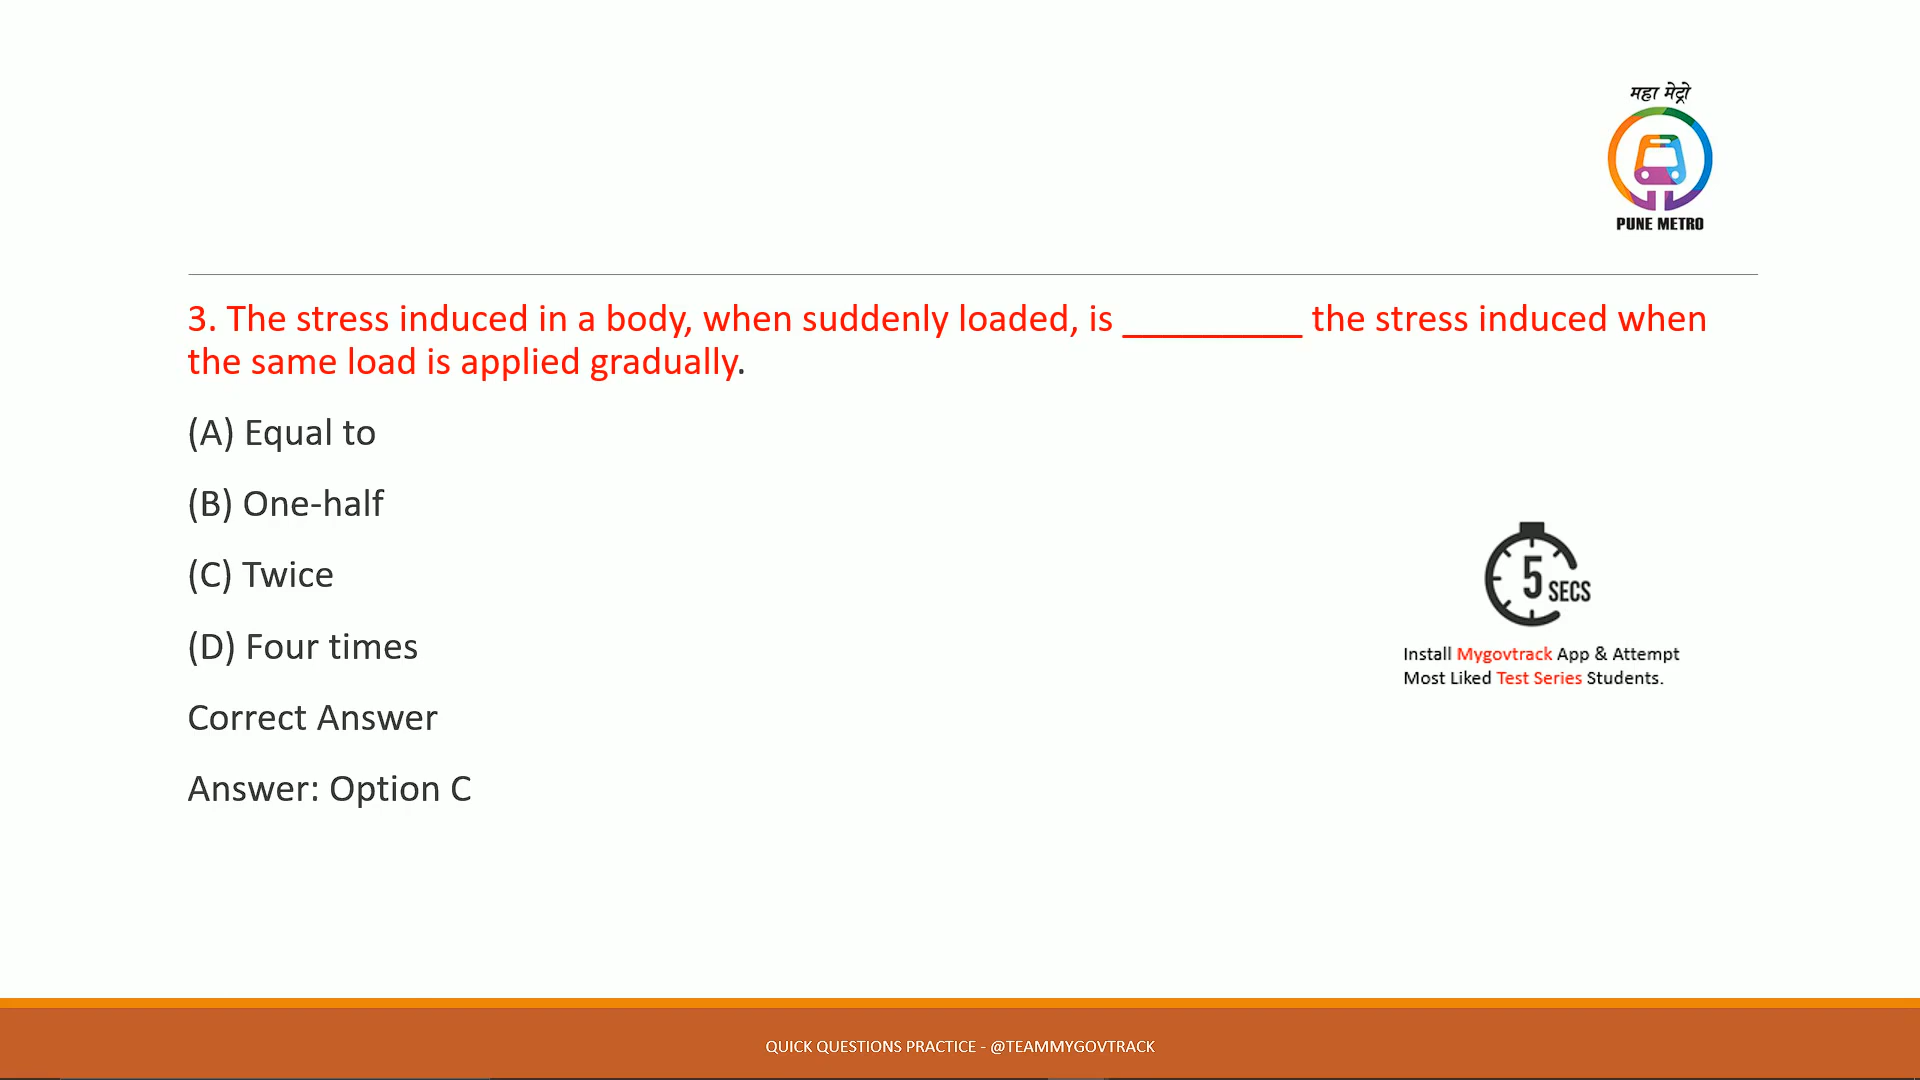 महा मेट्रो
PUNE METRO
3. The stress induced in a body, when suddenly loaded, is _________ the stress induced when
the same load is applied gradually.
(A) Equal to
(B) One-half
(C) Twice
(D) Four times
Correct Answer
Answer: Option C
5 SECS
Install Mygovtrack App & Attempt
Most Liked Test Series Students.
QUICK QUESTIONS PRACTICE - @TEAMMYGOVTRACK